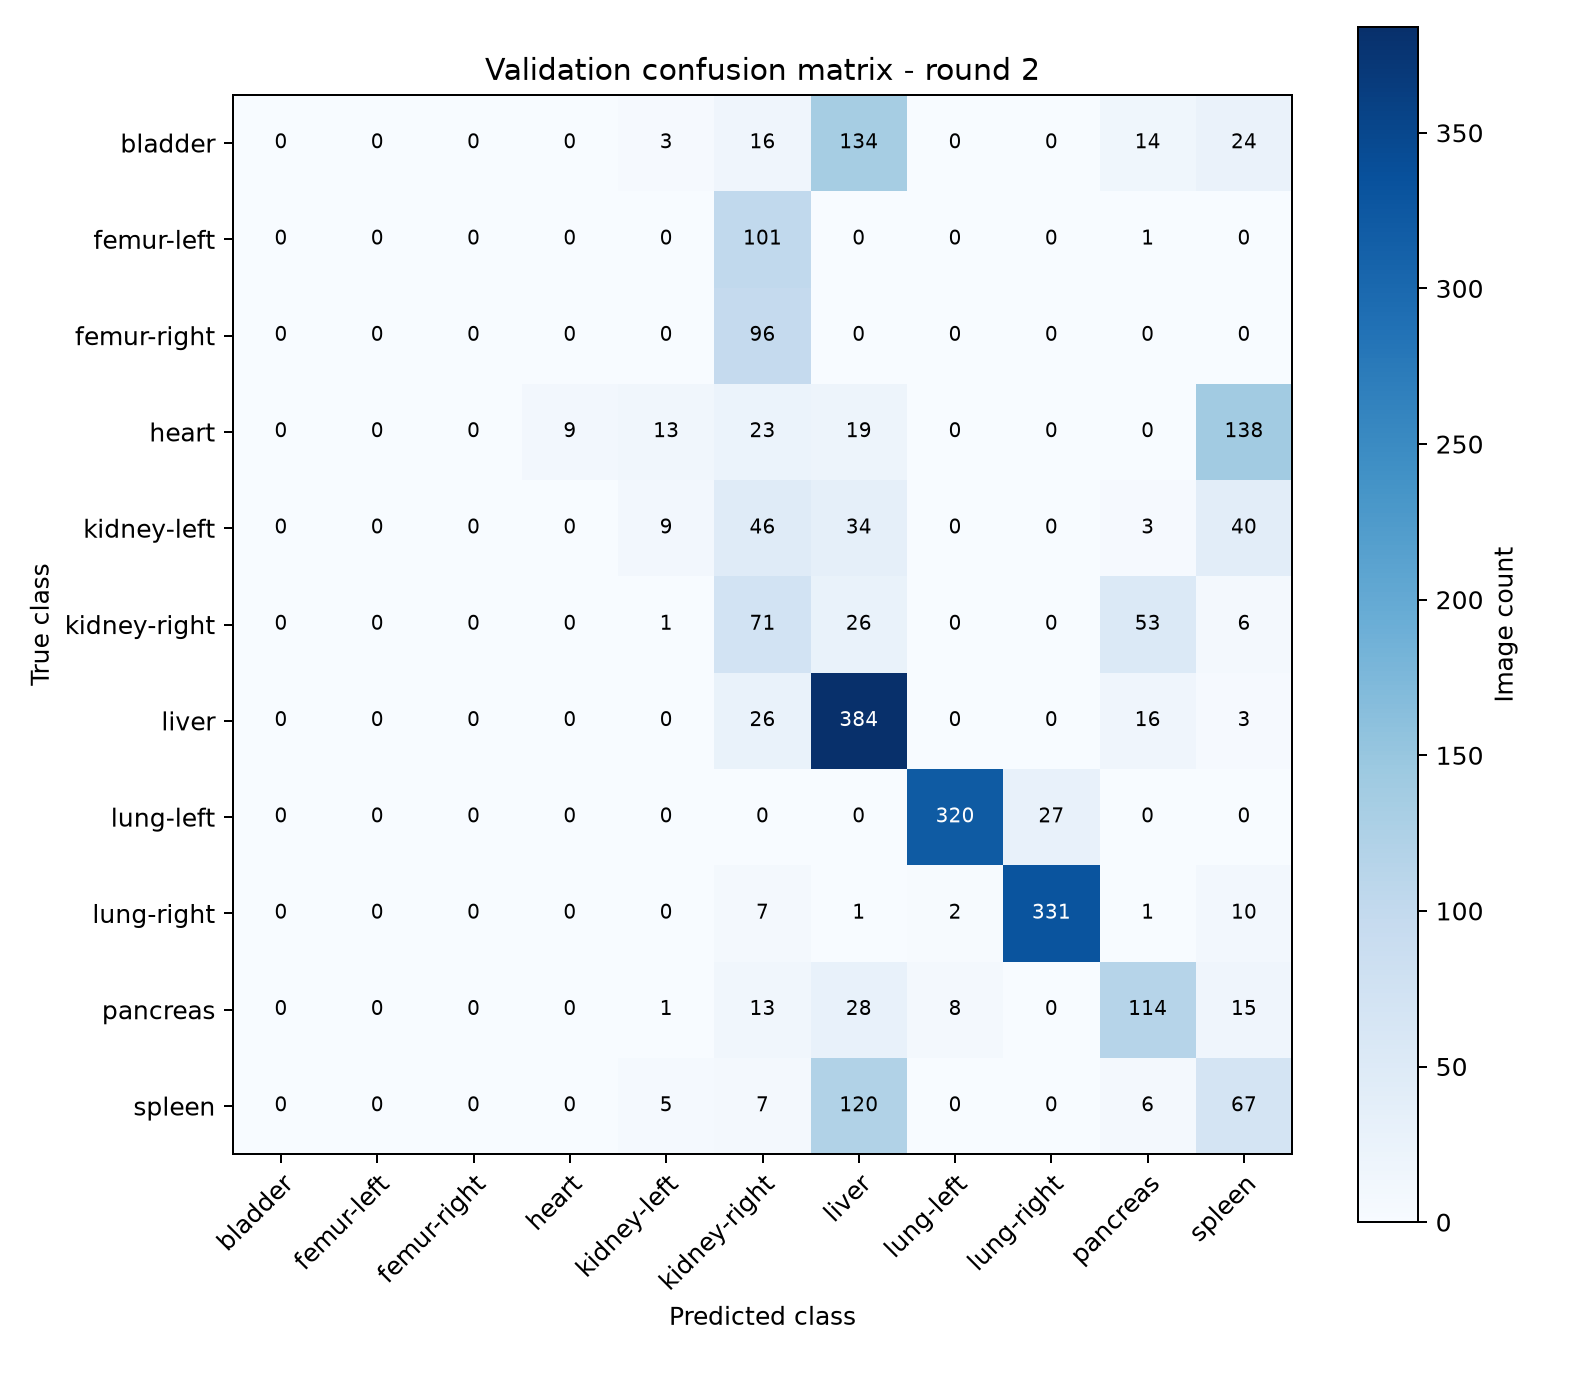 Validation confusion matrix - round 2
bladder 0 0 0 0 3 16 134 0 0 14 24
femur-left 0 0 0 0 0 101 0 0 0 1 0
femur-right 0 0 0 0 0 96 0 0 0 0 0
heart 0 0 0 9 13 23 19 0 0 0 138
kidney-left 0 0 0 0 9 46 34 0 0 3 40
kidney-right 0 0 0 0 1 71 26 0 0 53 6
liver 0 0 0 0 0 26 384 0 0 16 3
lung-left 0 0 0 0 0 0 0 320 27 0 0
lung-right 0 0 0 0 0 7 1 2 331 1 10
pancreas 0 0 0 0 1 13 28 8 0 114 15
spleen 0 0 0 0 5 7 120 0 0 6 67
bladder femur-left femur-right heart kidney-left kidney-right liver lung-left lung-right pancreas spleen
Predicted class
True class
350
300
250
200
150
100
50
0
Image count